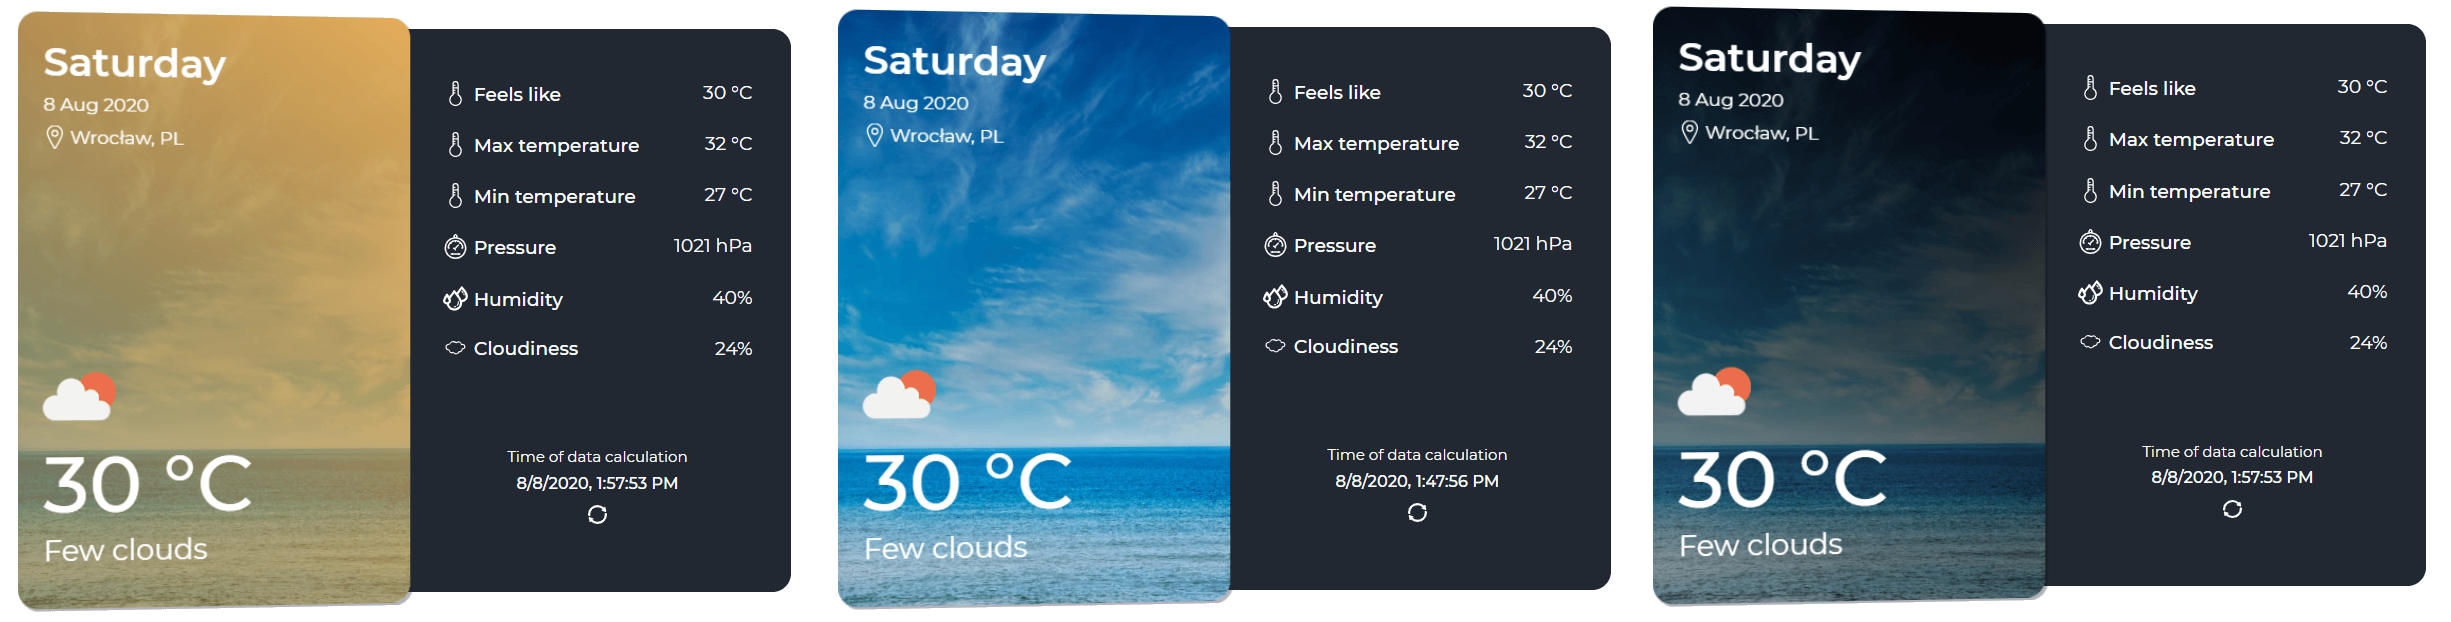 Saturday
8 Aug 2020
Wrocław, PL
30 °C
Few clouds
Feels like 30 °C
Max temperature 32 °C
Min temperature 27 °C
Pressure 1021 hPa
Humidity 40%
Cloudiness 24%
Time of data calculation
8/8/2020, 1:57:53 PM
Saturday
8 Aug 2020
Wrocław, PL
30 °C
Few clouds
Feels like 30 °C
Max temperature 32 °C
Min temperature 27 °C
Pressure 1021 hPa
Humidity 40%
Cloudiness 24%
Time of data calculation
8/8/2020, 1:47:56 PM
Saturday
8 Aug 2020
Wrocław, PL
30 °C
Few clouds
Feels like 30 °C
Max temperature 32 °C
Min temperature 27 °C
Pressure 1021 hPa
Humidity 40%
Cloudiness 24%
Time of data calculation
8/8/2020, 1:57:53 PM